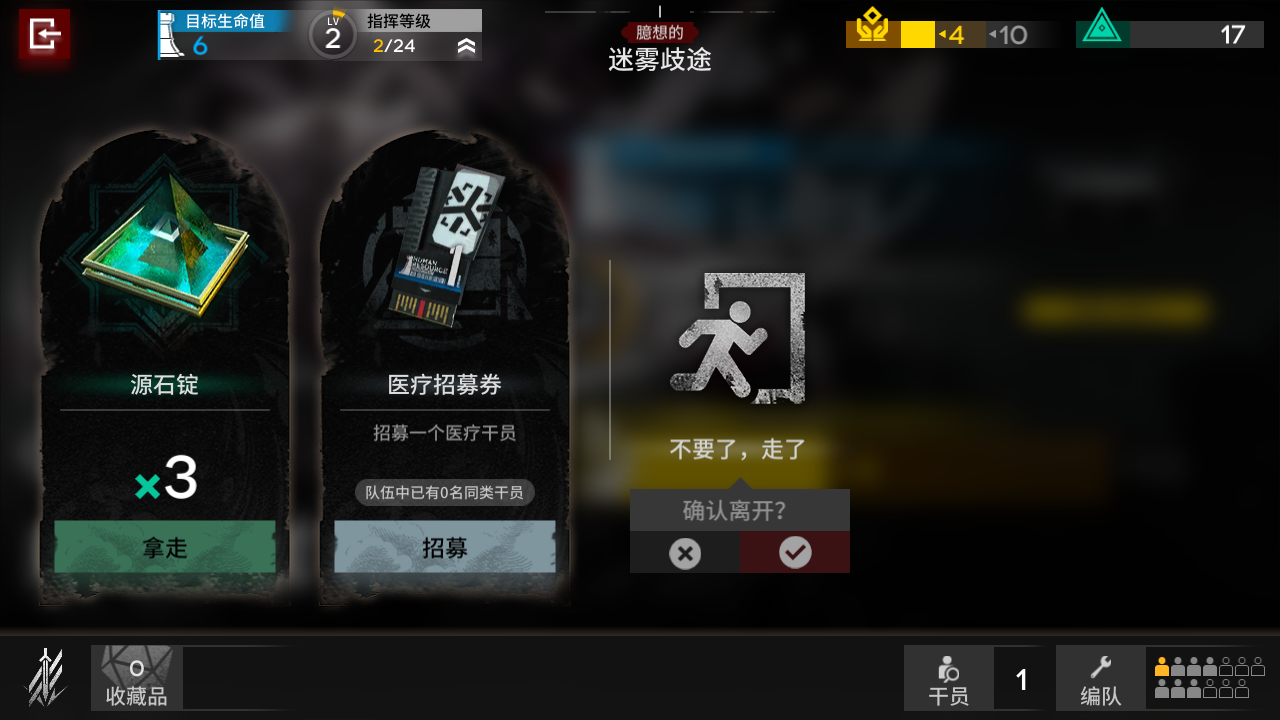 目标生命值
6
LV
2
指挥等级
2/24
臆想的
迷雾歧途
4
10
17
源石锭
×3
拿走
HUMAN
RESOURCE
医疗招募券
招募一个医疗干员
队伍中已有0名同类干员
招募
不要了，走了
确认离开？
0
收藏品
干员
1
编队